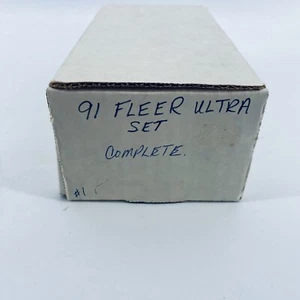 91 FLEER ULTRA
SET
COMPLETE.
#1